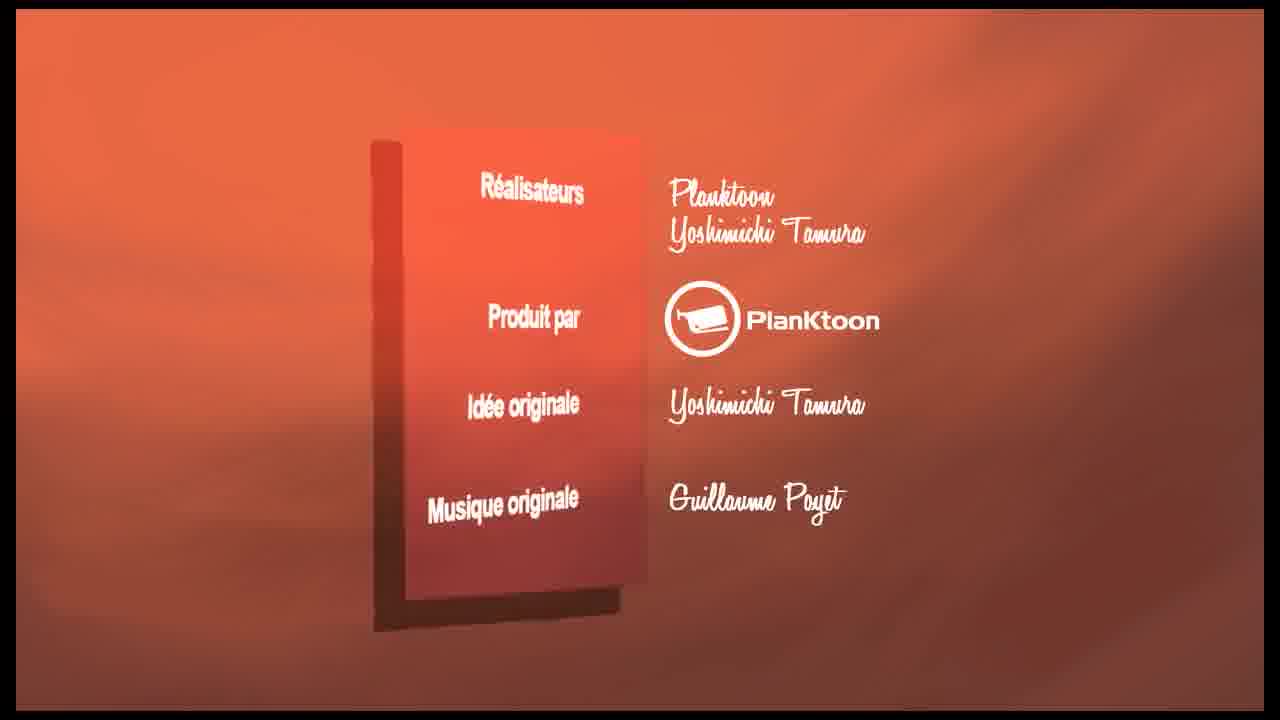 Réalisateurs
Planktoon
Yoshimichi Tamura
Produit par
PlanKtoon
Idée originale
Yoshimichi Tamura
Musique originale
Guillaume Poyet